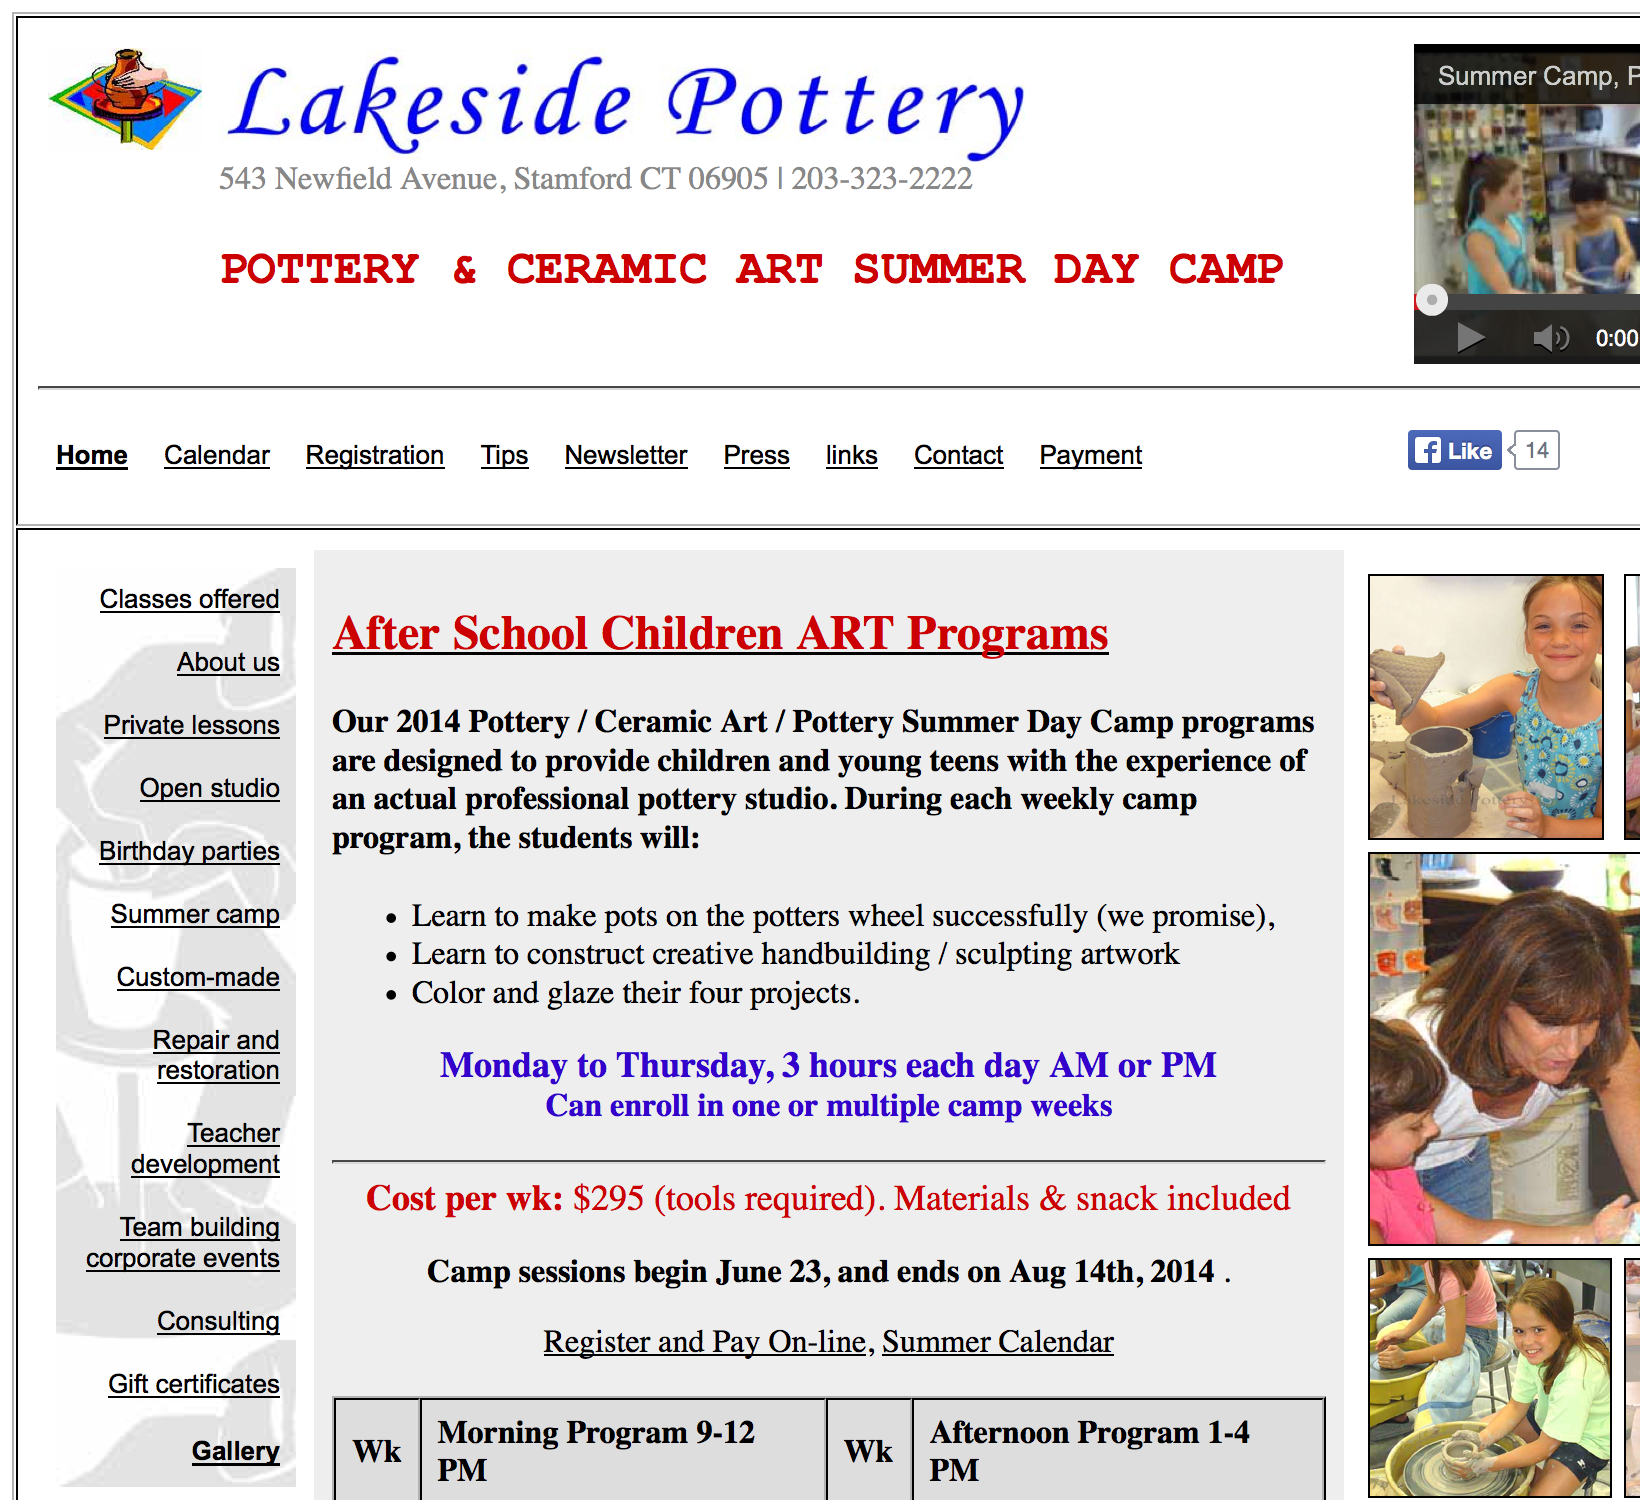 Lakeside Pottery
543 Newfield Avenue, Stamford CT 06905 | 203-323-2222
POTTERY & CERAMIC ART SUMMER DAY CAMP
Summer Camp, P
0:00
Home Calendar Registration Tips Newsletter Press links Contact Payment
Like 14
Classes offered
About us
Private lessons
Open studio
Birthday parties
Summer camp
Custom-made
Repair and
restoration
Teacher
development
Team building
corporate events
Consulting
Gift certificates
Gallery
After School Children ART Programs
Our 2014 Pottery / Ceramic Art / Pottery Summer Day Camp programs
are designed to provide children and young teens with the experience of
an actual professional pottery studio. During each weekly camp
program, the students will:
• Learn to make pots on the potters wheel successfully (we promise),
• Learn to construct creative handbuilding / sculpting artwork
• Color and glaze their four projects.
Monday to Thursday, 3 hours each day AM or PM
Can enroll in one or multiple camp weeks
Cost per wk: $295 (tools required). Materials & snack included
Camp sessions begin June 23, and ends on Aug 14th, 2014 .
Register and Pay On-line, Summer Calendar
Wk Morning Program 9-12 PM Wk Afternoon Program 1-4 PM
Lakeside Pottery